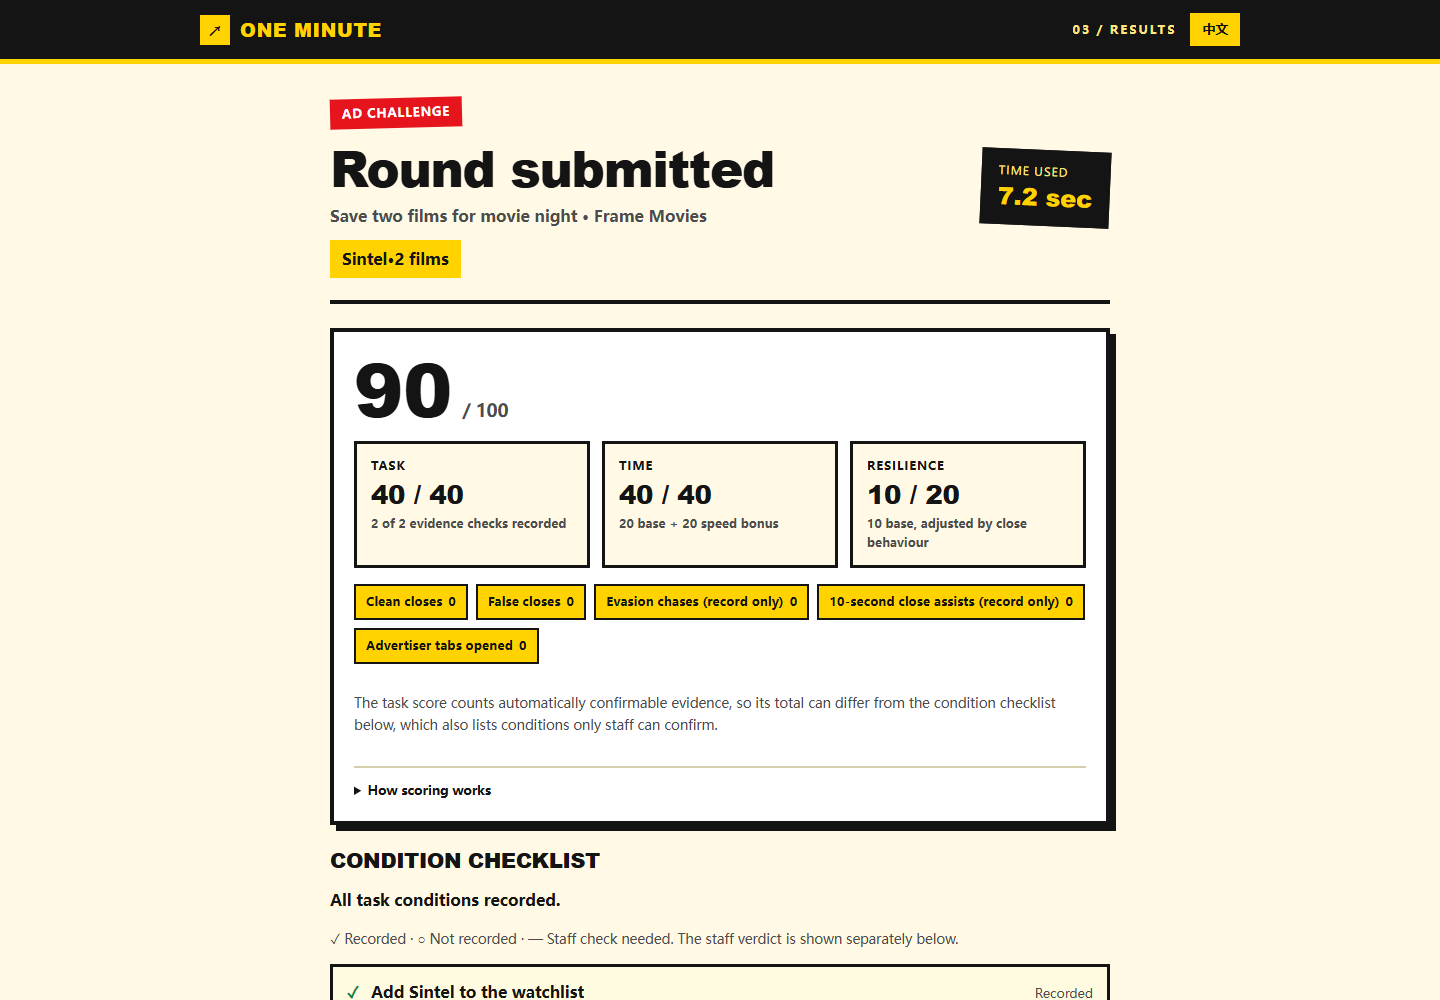 ONE MINUTE
03 / RESULTS
中文
AD CHALLENGE
Round submitted
Save two films for movie night • Frame Movies
Sintel•2 films
TIME USED
7.2 sec
90 / 100
TASK
40 / 40
2 of 2 evidence checks recorded
TIME
40 / 40
20 base + 20 speed bonus
RESILIENCE
10 / 20
10 base, adjusted by close
behaviour
Clean closes 0
False closes 0
Evasion chases (record only) 0
10-second close assists (record only) 0
Advertiser tabs opened 0
The task score counts automatically confirmable evidence, so its total can differ from the condition checklist
below, which also lists conditions only staff can confirm.
▶ How scoring works
CONDITION CHECKLIST
All task conditions recorded.
✓ Recorded · ○ Not recorded · — Staff check needed. The staff verdict is shown separately below.
✓ Add Sintel to the watchlist
Recorded